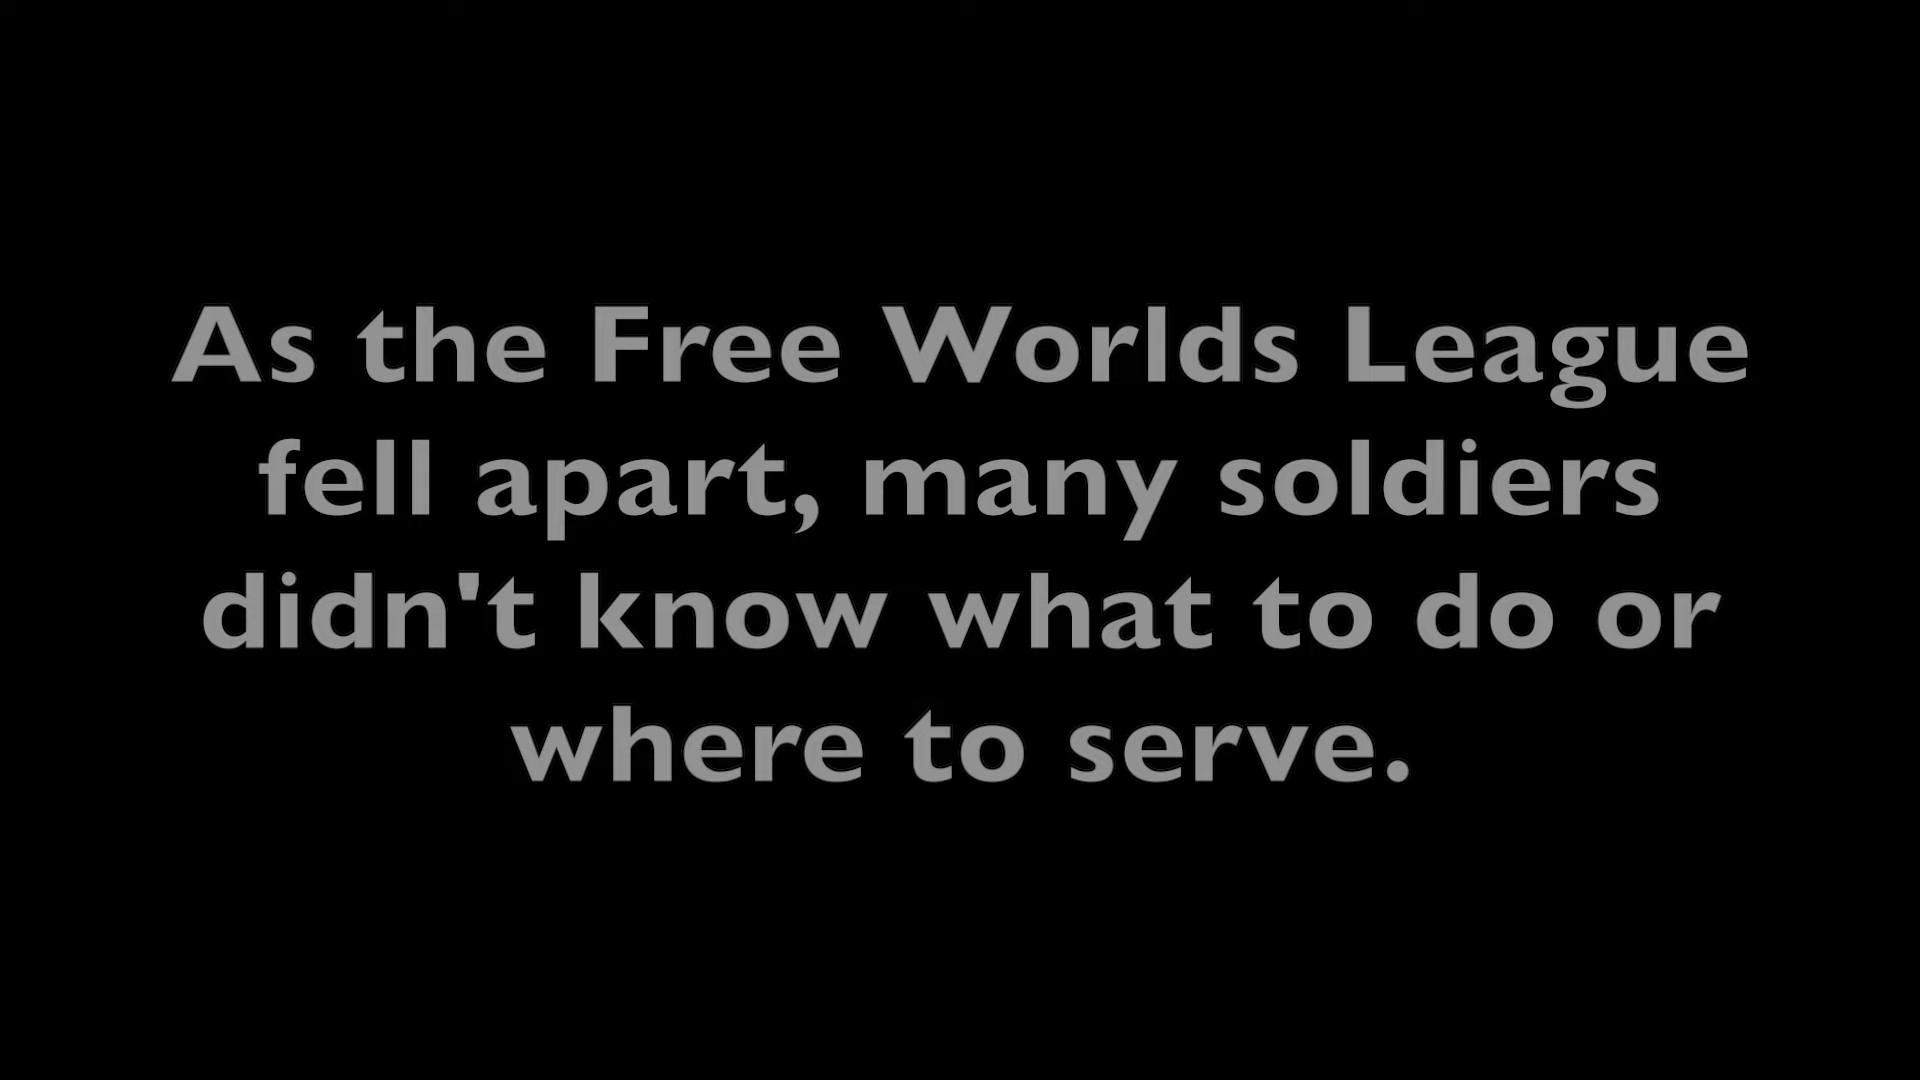 As the Free Worlds League
fell apart, many soldiers
didn't know what to do or
where to serve.